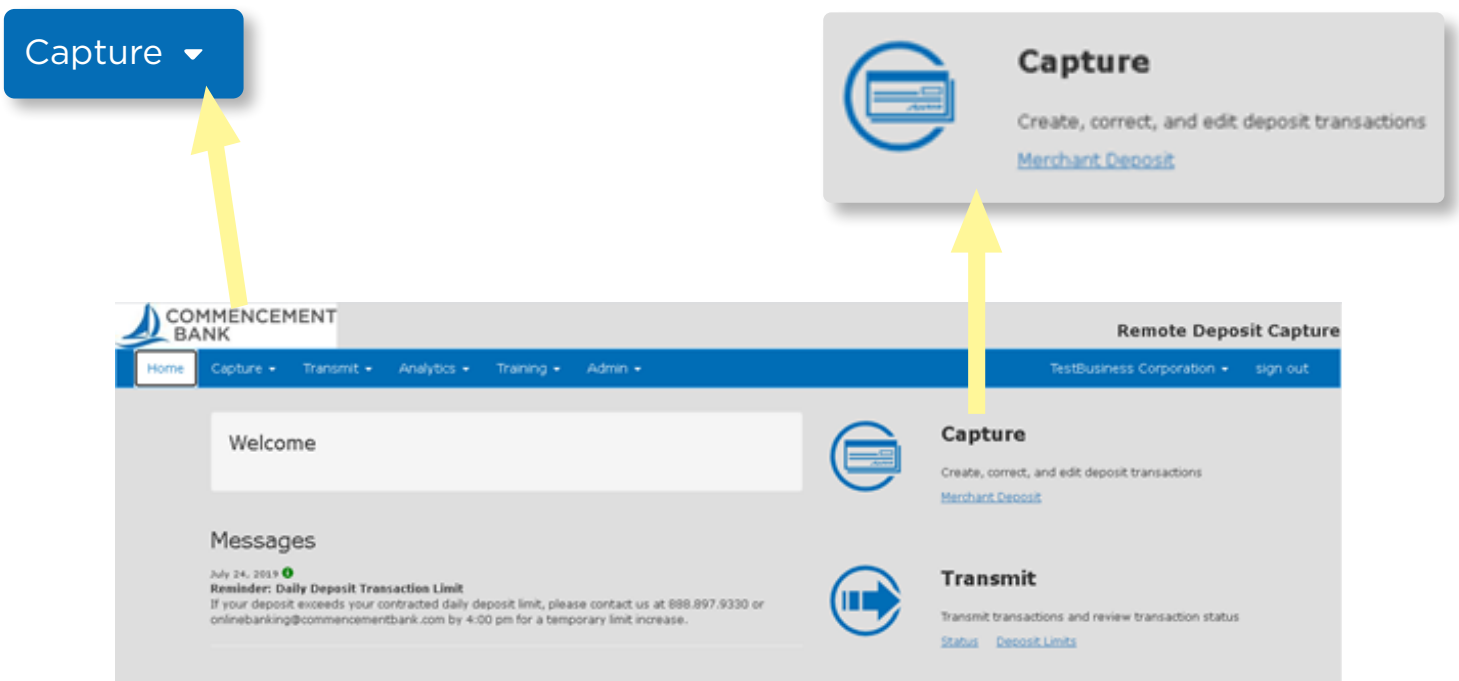 Capture
Capture
Create, correct, and edit deposit transactions
Merchant Deposit
COMMENCEMENT
BANK
Remote Deposit Capture
Home Capture Transmit Analytics Training Admin TestBusiness Corporation sign out
Welcome
Capture
Create, correct, and edit deposit transactions
Merchant Deposit
Messages
July 24, 2019
Reminder: Daily Deposit Transaction Limit
If your deposit exceeds your contracted daily deposit limit, please contact us at 888.897.9330 or
onlinebanking@commencementbank.com by 4:00 pm for a temporary limit increase.
Transmit
Transmit transactions and review transaction status
Status Deposit Limits